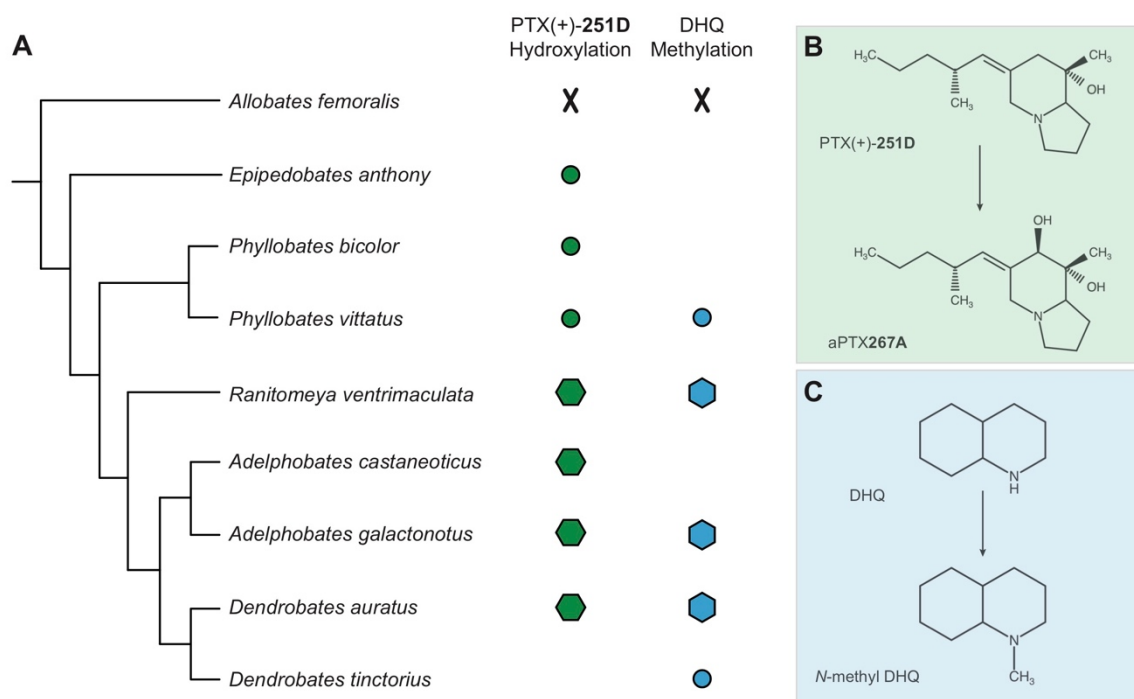 A
PTX(+)-251D
Hydroxylation
DHQ
Methylation
Allobates femoralis
X
X
Epipedobates anthony
Phyllobates bicolor
Phyllobates vittatus
Ranitomeya ventrimaculata
Adelphobates castaneoticus
Adelphobates galactonotus
Dendrobates auratus
Dendrobates tinctorius
B
H₃C
CH₃
CH₃
OH
N
PTX(+)-251D
OH
H₃C
CH₃
CH₃
OH
N
aPTX267A
C
N
H
DHQ
N
CH₃
N-methyl DHQ